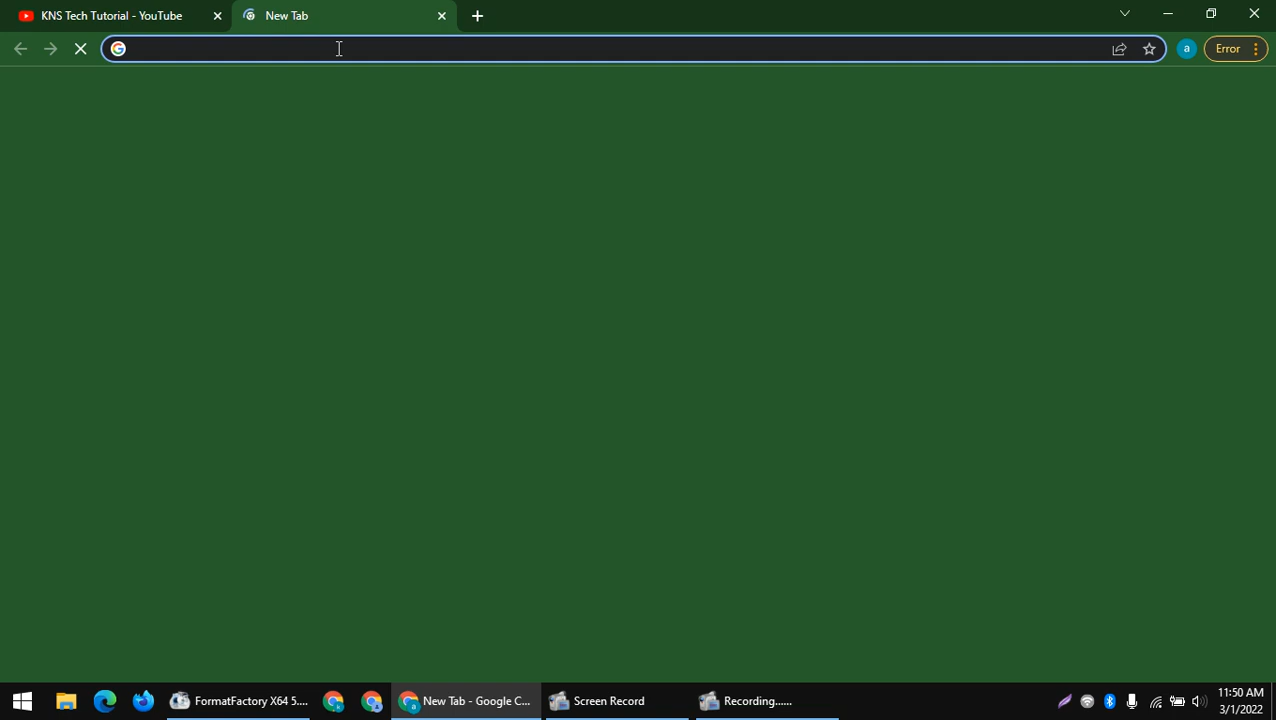 KNS Tech Tutorial - YouTube
New Tab
a
Error
FormatFactory X64 5....
a
New Tab - Google C...
Screen Record
Recording......
11:50 AM
3/1/2022